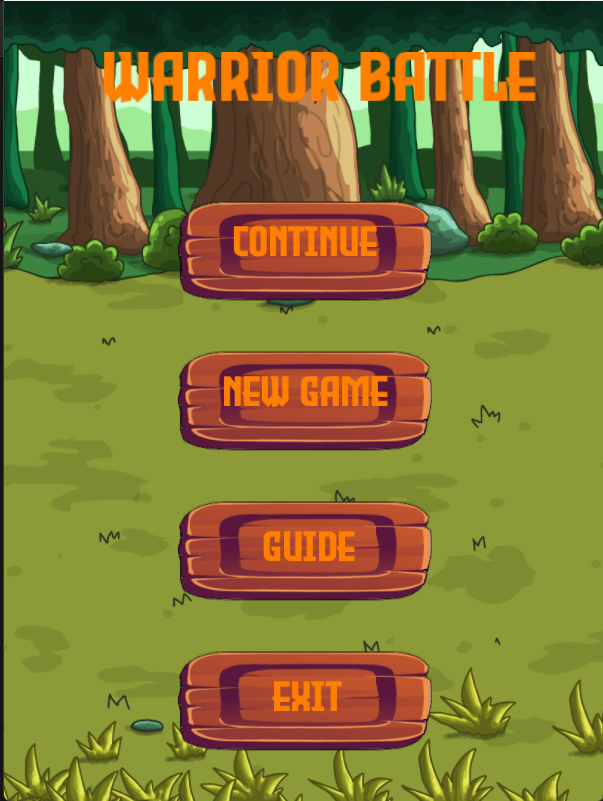 WARRIOR BATTLE
CONTINUE
NEW GAME
GUIDE
EXIT